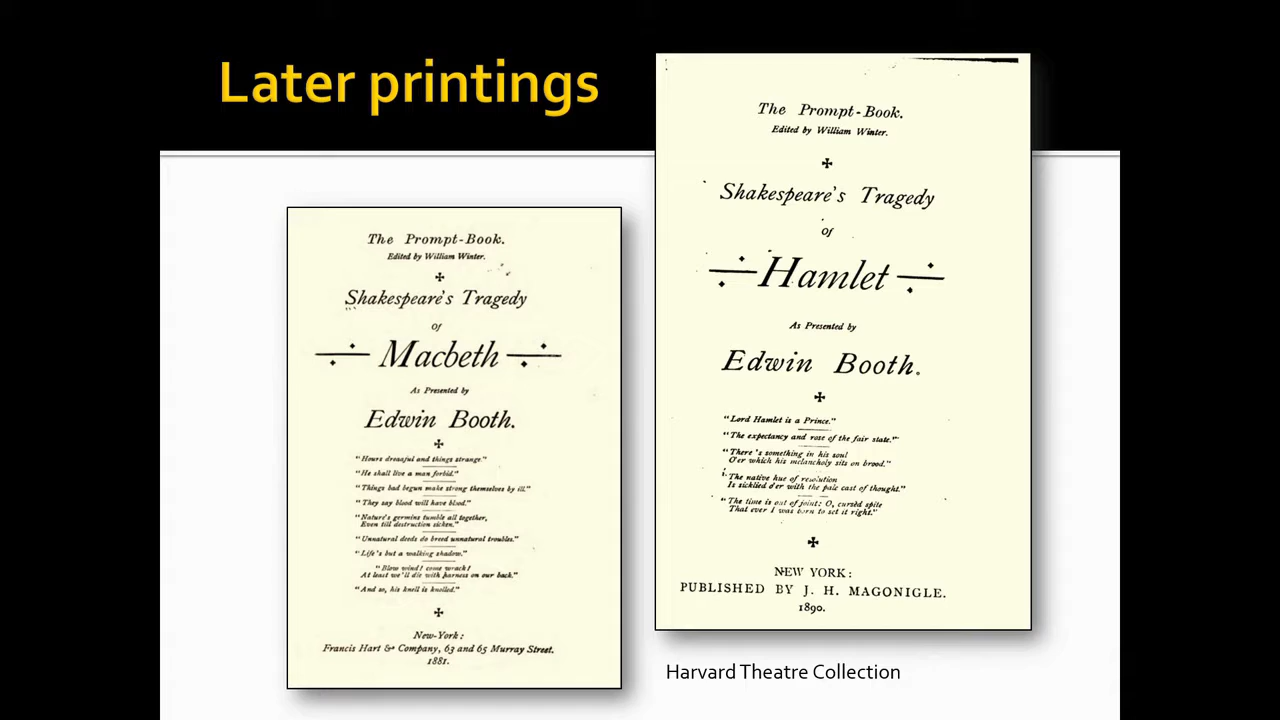 Later printings
The Prompt-Book.
Edited by William Winter.
Shakespeare's Tragedy
of
Macbeth
As Presented by
Edwin Booth.
"Hours dreadful and things strange."
"He shall live a man forbid."
"Things bad begun make strong themselves by ill."
"They say blood will have blood."
"Nature's germins tumble all together,
Even till destruction sicken."
"Unnatural deeds do breed unnatural troubles."
"Life's but a walking shadow."
"Blow wind! come wrack!
At least we'll die with harness on our back."
"And so, his knell is knolled."
New-York:
Francis Hart & Company, 63 and 65 Murray Street.
1881.
The Prompt-Book.
Edited by William Winter.
Shakespeare's Tragedy
of
Hamlet
As Presented by
Edwin Booth.
"Lord Hamlet is a Prince."
"The expectancy and rose of the fair state."
"There's something in his soul
O'er which his melancholy sits on brood."
"The native hue of resolution
Is sicklied o'er with the pale cast of thought."
"The time is out of joint: O, cursèd spite
That ever I was born to set it right."
NEW YORK:
PUBLISHED BY J. H. MAGONIGLE.
1890.
Harvard Theatre Collection